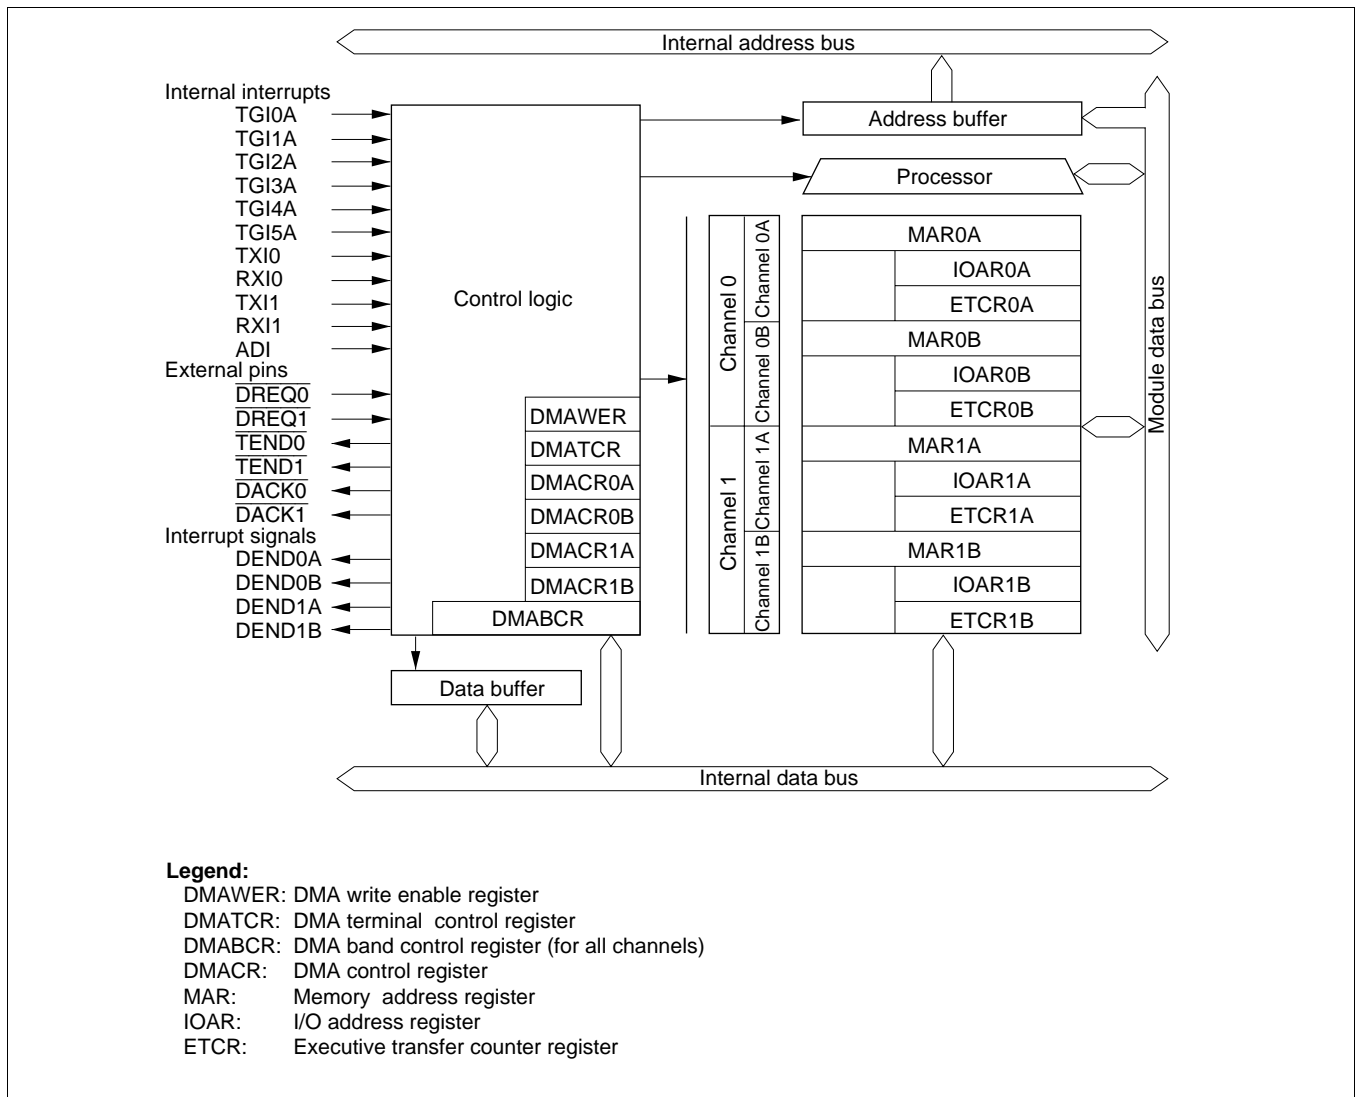 Internal address bus
Internal interrupts
TGI0A
TGI1A
TGI2A
TGI3A
TGI4A
TGI5A
TXI0
RXI0
TXI1
RXI1
ADI
External pins
DREQ0
DREQ1
TEND0
TEND1
DACK0
DACK1
Interrupt signals
DEND0A
DEND0B
DEND1A
DEND1B
Control logic
DMAWER
DMATCR
DMACR0A
DMACR0B
DMACR1A
DMACR1B
DMABCR
Data buffer
Address buffer
Processor
Channel 0
Channel 0A
Channel 0B
Channel 1
Channel 1A
Channel 1B
MAR0A
IOAR0A
ETCR0A
MAR0B
IOAR0B
ETCR0B
MAR1A
IOAR1A
ETCR1A
MAR1B
IOAR1B
ETCR1B
Module data bus
Internal data bus
Legend:
DMAWER: DMA write enable register
DMATCR: DMA terminal control register
DMABCR: DMA band control register (for all channels)
DMACR: DMA control register
MAR: Memory address register
IOAR: I/O address register
ETCR: Executive transfer counter register